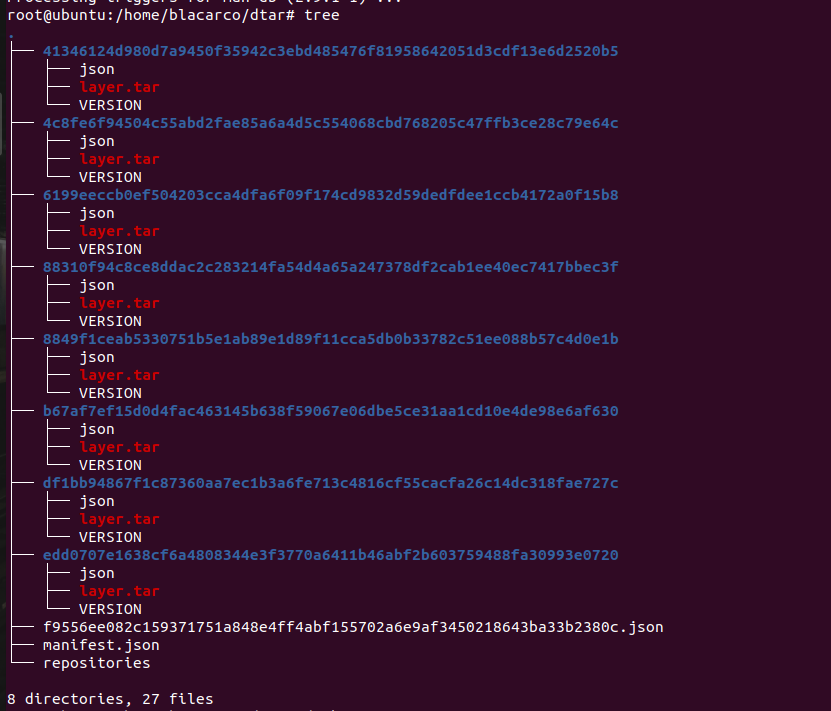 root@ubuntu:/home/blacarco/dtar# tree
.
├── 41346124d980d7a9450f35942c3ebd485476f81958642051d3cdf13e6d2520b5
│   ├── json
│   ├── layer.tar
│   └── VERSION
├── 4c8fe6f94504c55abd2fae85a6a4d5c554068cbd768205c47ffb3ce28c79e64c
│   ├── json
│   ├── layer.tar
│   └── VERSION
├── 6199eeccb0ef504203cca4dfa6f09f174cd9832d59dedfdee1ccb4172a0f15b8
│   ├── json
│   ├── layer.tar
│   └── VERSION
├── 88310f94c8ce8ddac2c283214fa54d4a65a247378df2cab1ee40ec7417bbec3f
│   ├── json
│   ├── layer.tar
│   └── VERSION
├── 8849f1ceab5330751b5e1ab89e1d89f11cca5db0b33782c51ee088b57c4d0e1b
│   ├── json
│   ├── layer.tar
│   └── VERSION
├── b67af7ef15d0d4fac463145b638f59067e06dbe5ce31aa1cd10e4de98e6af630
│   ├── json
│   ├── layer.tar
│   └── VERSION
├── df1bb94867f1c87360aa7ec1b3a6fe713c4816cf55cacfa26c14dc318fae727c
│   ├── json
│   ├── layer.tar
│   └── VERSION
├── edd0707e1638cf6a4808344e3f3770a6411b46abf2b603759488fa30993e0720
│   ├── json
│   ├── layer.tar
│   └── VERSION
├── f9556ee082c159371751a848e4ff4abf155702a6e9af3450218643ba33b2380c.json
├── manifest.json
└── repositories
8 directories, 27 files